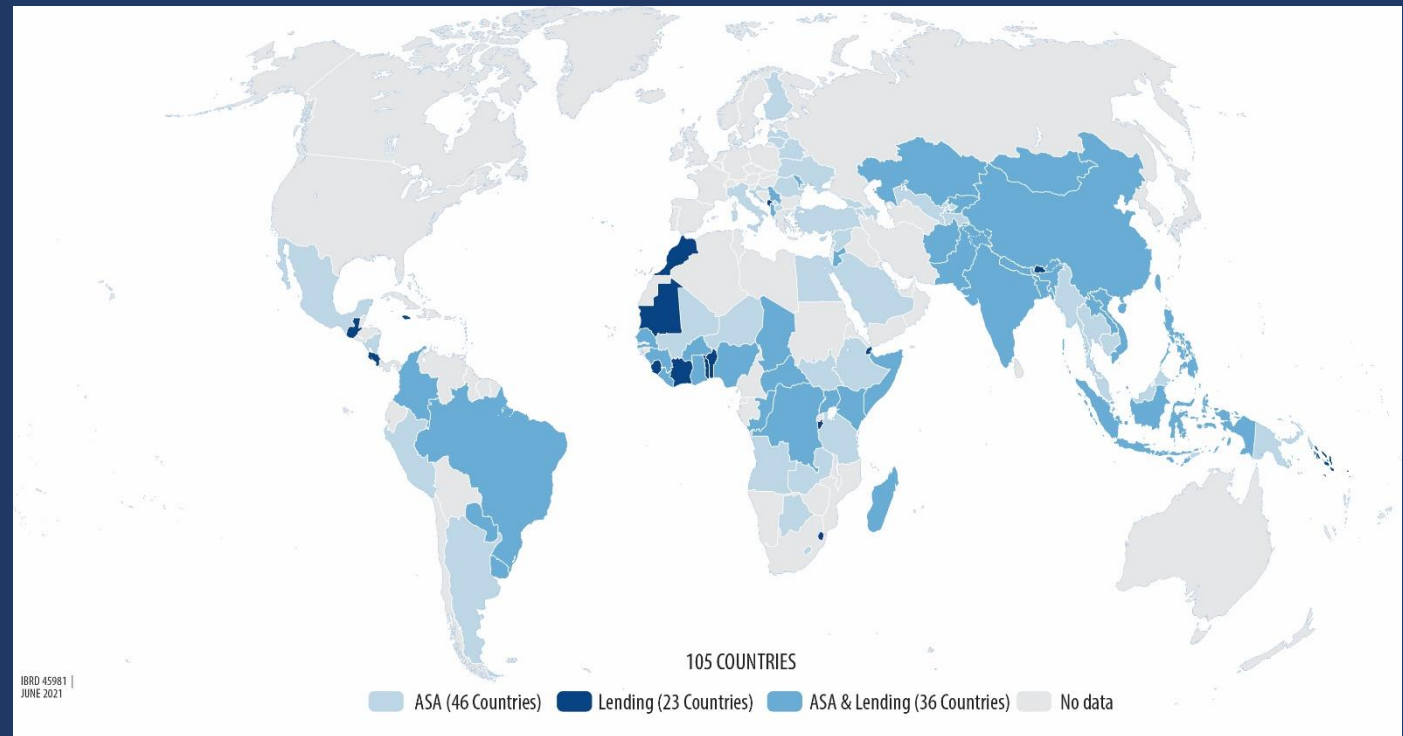 105 COUNTRIES
IBRD 45981 |
JUNE 2021
ASA (46 Countries) Lending (23 Countries) ASA & Lending (36 Countries) No data